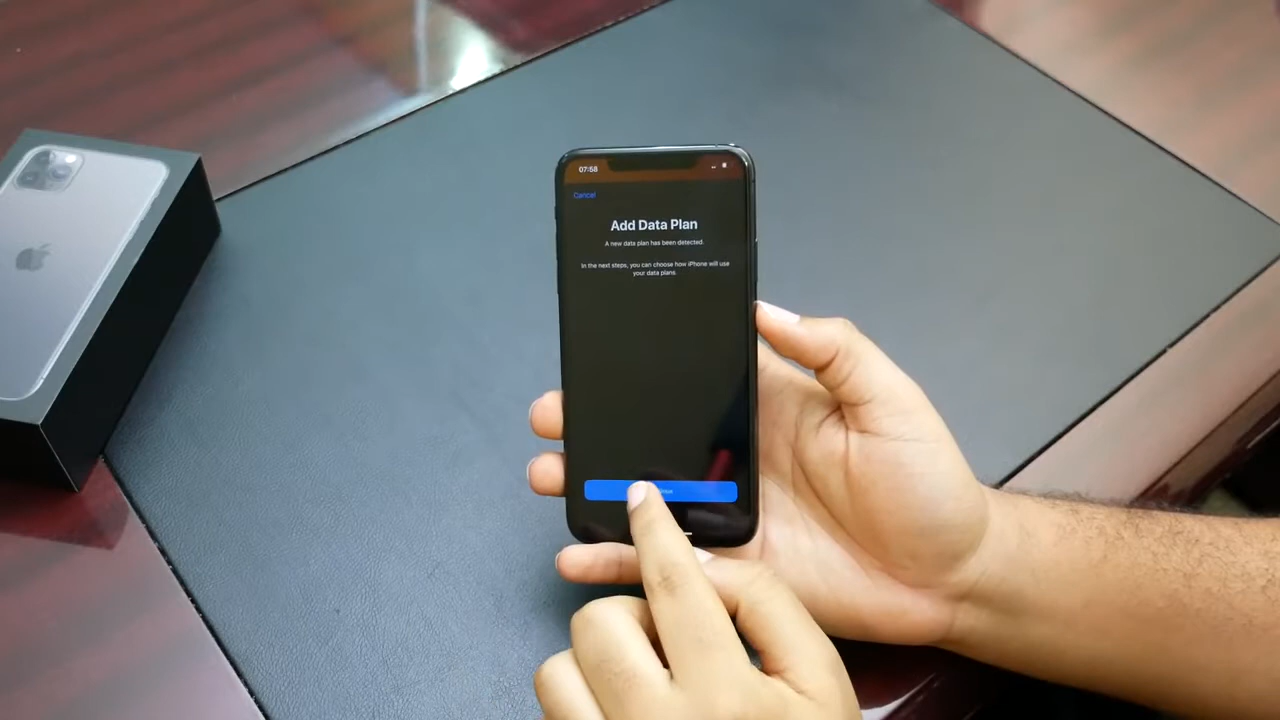 07:58
Cancel
Add Data Plan
A new data plan has been detected.
In the next steps, you can choose how iPhone will use
your data plans.